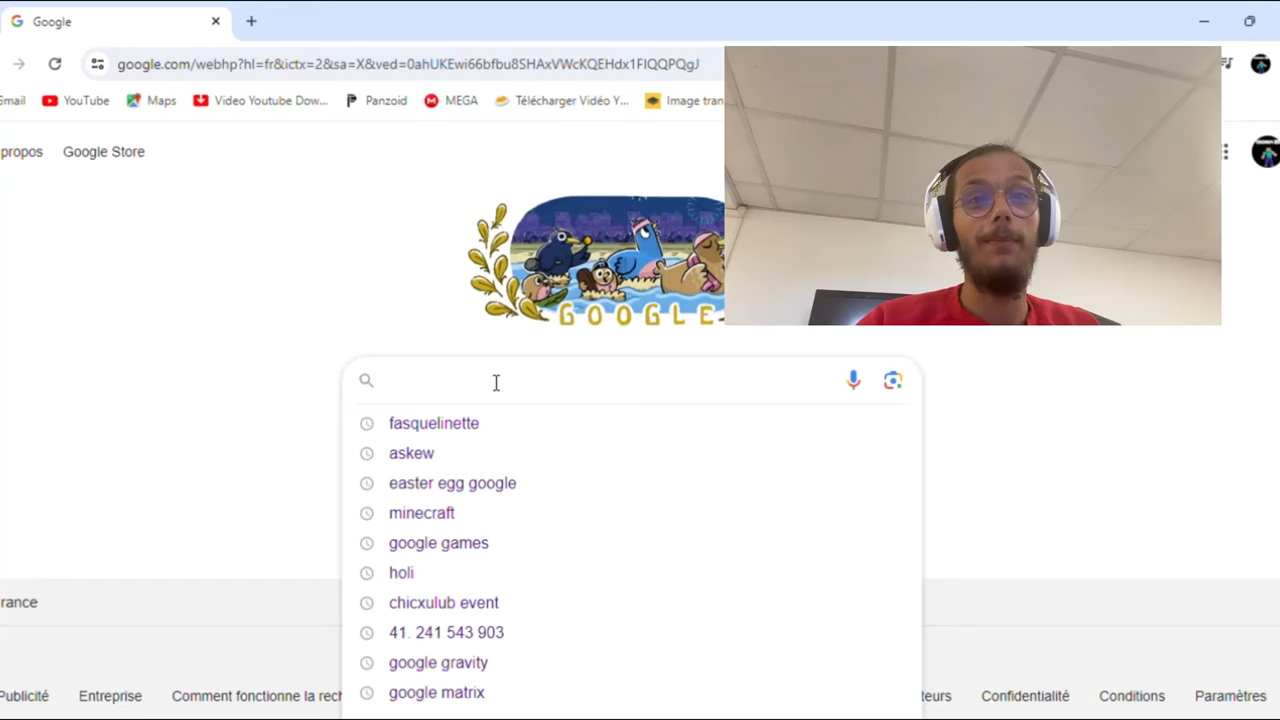 Google
google.com/webhp?hl=fr&ictx=2&sa=X&ved=0ahUKEwi66bfbu8SHAxVWcKQEHdx1FIQQPQgJ
Gmail YouTube Maps Video Youtube Dow... Panzoid MEGA Télécharger Vidéo Y... Image tran
propos Google Store
GOOGLE
fasquelinette
askew
easter egg google
minecraft
google games
holi
chicxulub event
41. 241 543 903
google gravity
google matrix
rance
Publicité Entreprise Comment fonctionne la rech teurs Confidentialité Conditions Paramètres